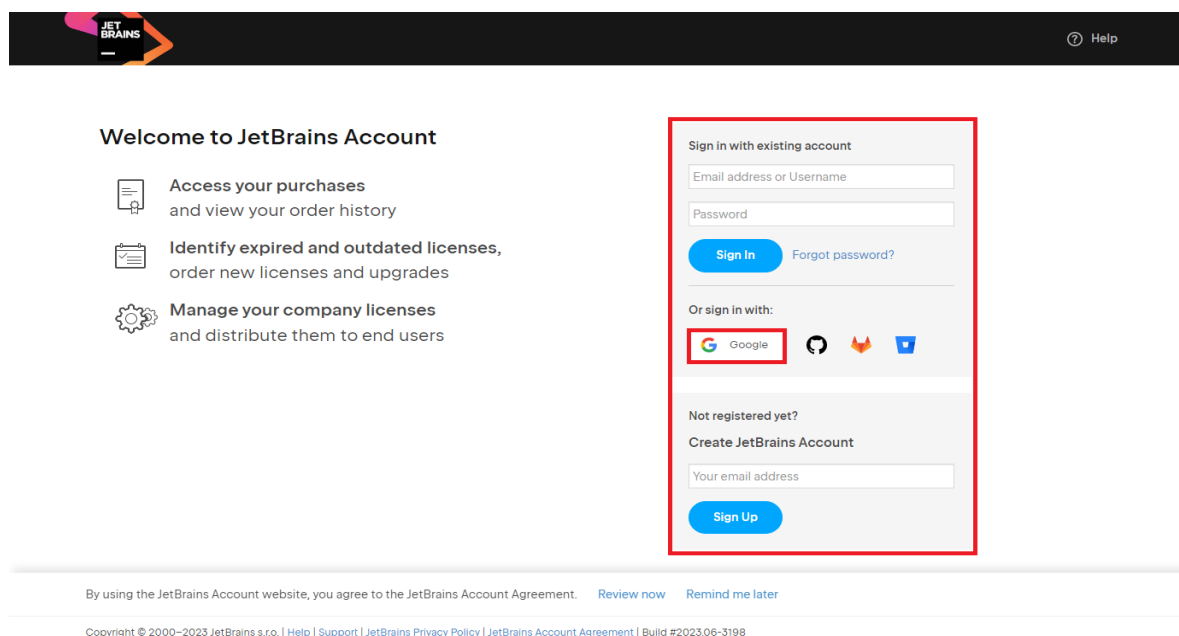 JET
BRAINS
Help
Welcome to JetBrains Account
Access your purchases
and view your order history
Identify expired and outdated licenses,
order new licenses and upgrades
Manage your company licenses
and distribute them to end users
Sign in with existing account
Email address or Username
Password
Sign In Forgot password?
Or sign in with:
Google
Not registered yet?
Create JetBrains Account
Your email address
Sign Up
By using the JetBrains Account website, you agree to the JetBrains Account Agreement. Review now Remind me later
Copyright © 2000–2023 JetBrains s.r.o. | Help | Support | JetBrains Privacy Policy | JetBrains Account Agreement | Build #2023.06-3198